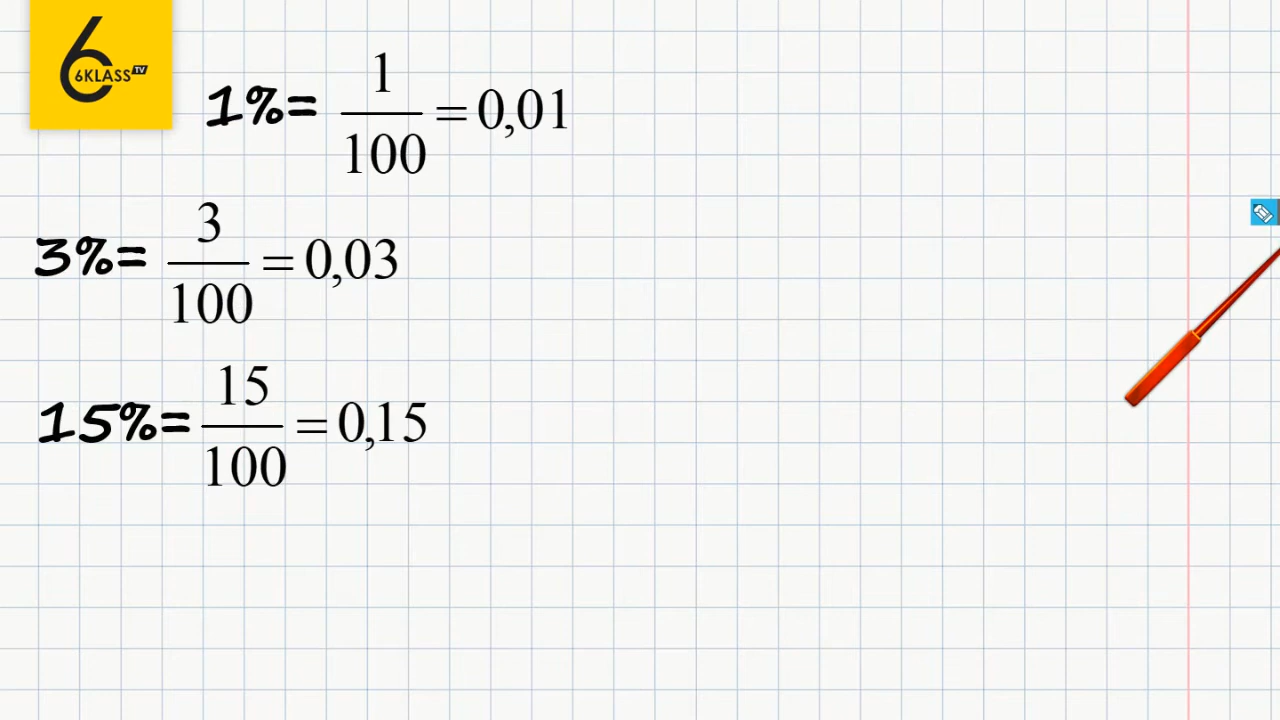 6KLASS TV
1%= 1/100 = 0,01
3%= 3/100 = 0,03
15%= 15/100 = 0,15